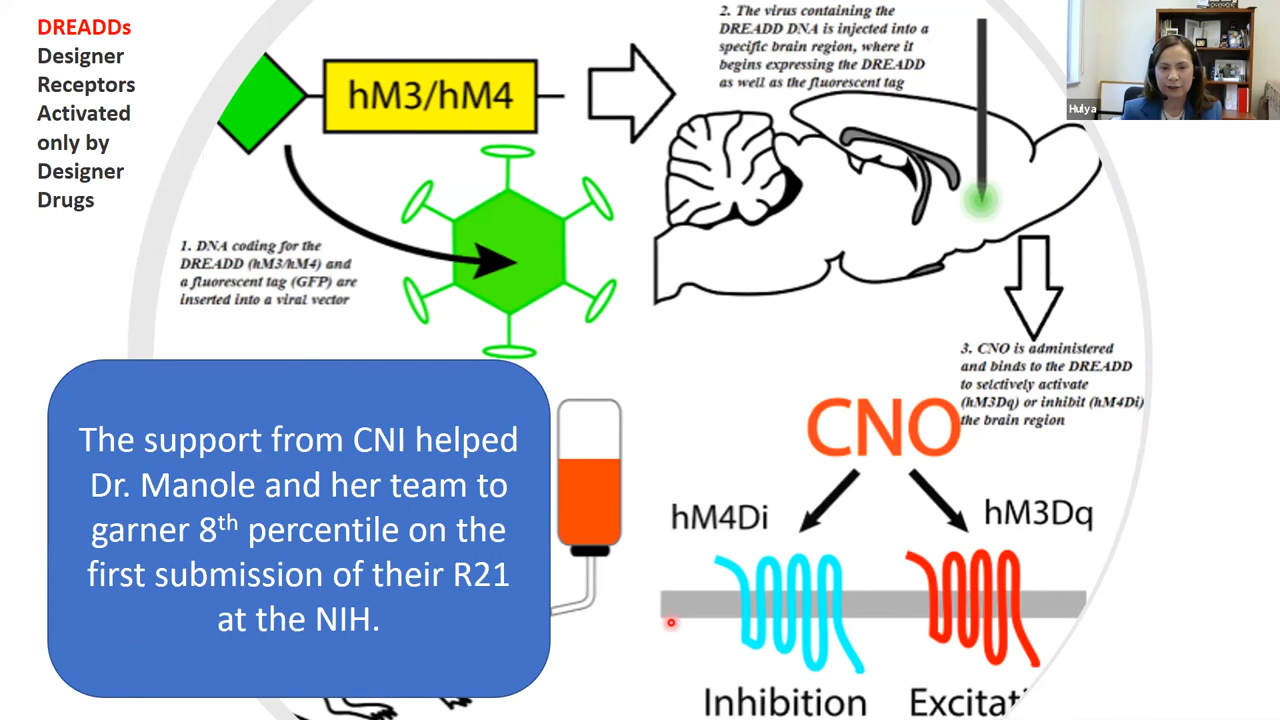 DREADDs
Designer
Receptors
Activated
only by
Designer
Drugs
hM3/hM4
1. DNA coding for the
DREADD (hM3/hM4) and
a fluorescent tag (GFP) are
inserted into a viral vector
2. The virus containing the
DREADD DNA is injected into a
specific brain region, where it
begins expressing the DREADD
as well as the fluorescent tag
Hulya
3. CNO is administered
and binds to the DREADD
to selctively activate
(hM3Dq) or inhibit (hM4Di)
the brain region
The support from CNI helped
Dr. Manole and her team to
garner 8th percentile on the
first submission of their R21
at the NIH.
CNO
hM4Di
hM3Dq
Inhibition
Excitati